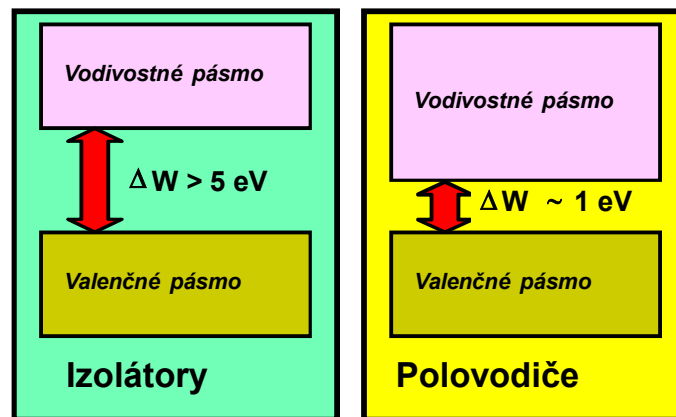 Vodivostné pásmo
ΔW > 5 eV
Valenčné pásmo
Izolátory
Vodivostné pásmo
ΔW ~ 1 eV
Valenčné pásmo
Polovodiče